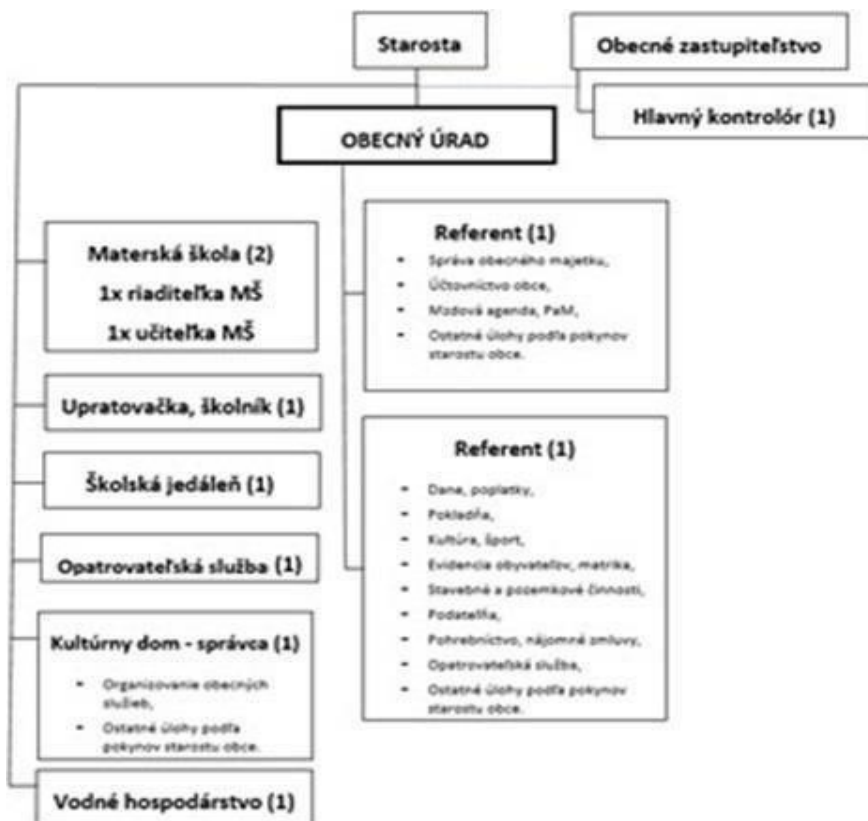 Starosta
Obecné zastupiteľstvo
Hlavný kontrolór (1)
OBECNÝ ÚRAD
Materská škola (2)
1x riaditeľka MŠ
1x učiteľka MŠ
Upratovačka, školník (1)
Školská jedáleň (1)
Opatrovateľská služba (1)
Kultúrny dom - správca (1)
- Organizovanie obecných
služieb,
- Ostatné úlohy podľa
pokynov starostu obce.
Vodné hospodárstvo (1)
Referent (1)
- Správa obecného majetku,
- Účtovníctvo obce,
- Mzdová agenda, PaM,
- Ostatné úlohy podľa pokynov
starostu obce.
Referent (1)
- Dane, poplatky,
- Pokladňa,
- Kultúra, šport,
- Evidencia obyvateľov, matrika,
- Stavebné a pozemkové činnosti,
- Podateľňa,
- Pohrebníctvo, nájomné zmluvy,
- Opatrovateľská služba,
- Ostatné úlohy podľa pokynov
starostu obce.